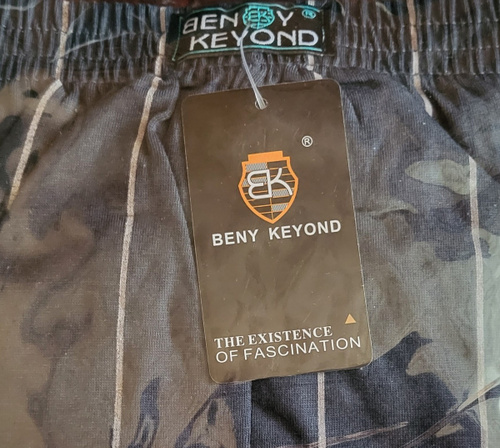 BENY®
KEYOND
®
BK
BENY KEYOND
THE EXISTENCE
OF FASCINATION